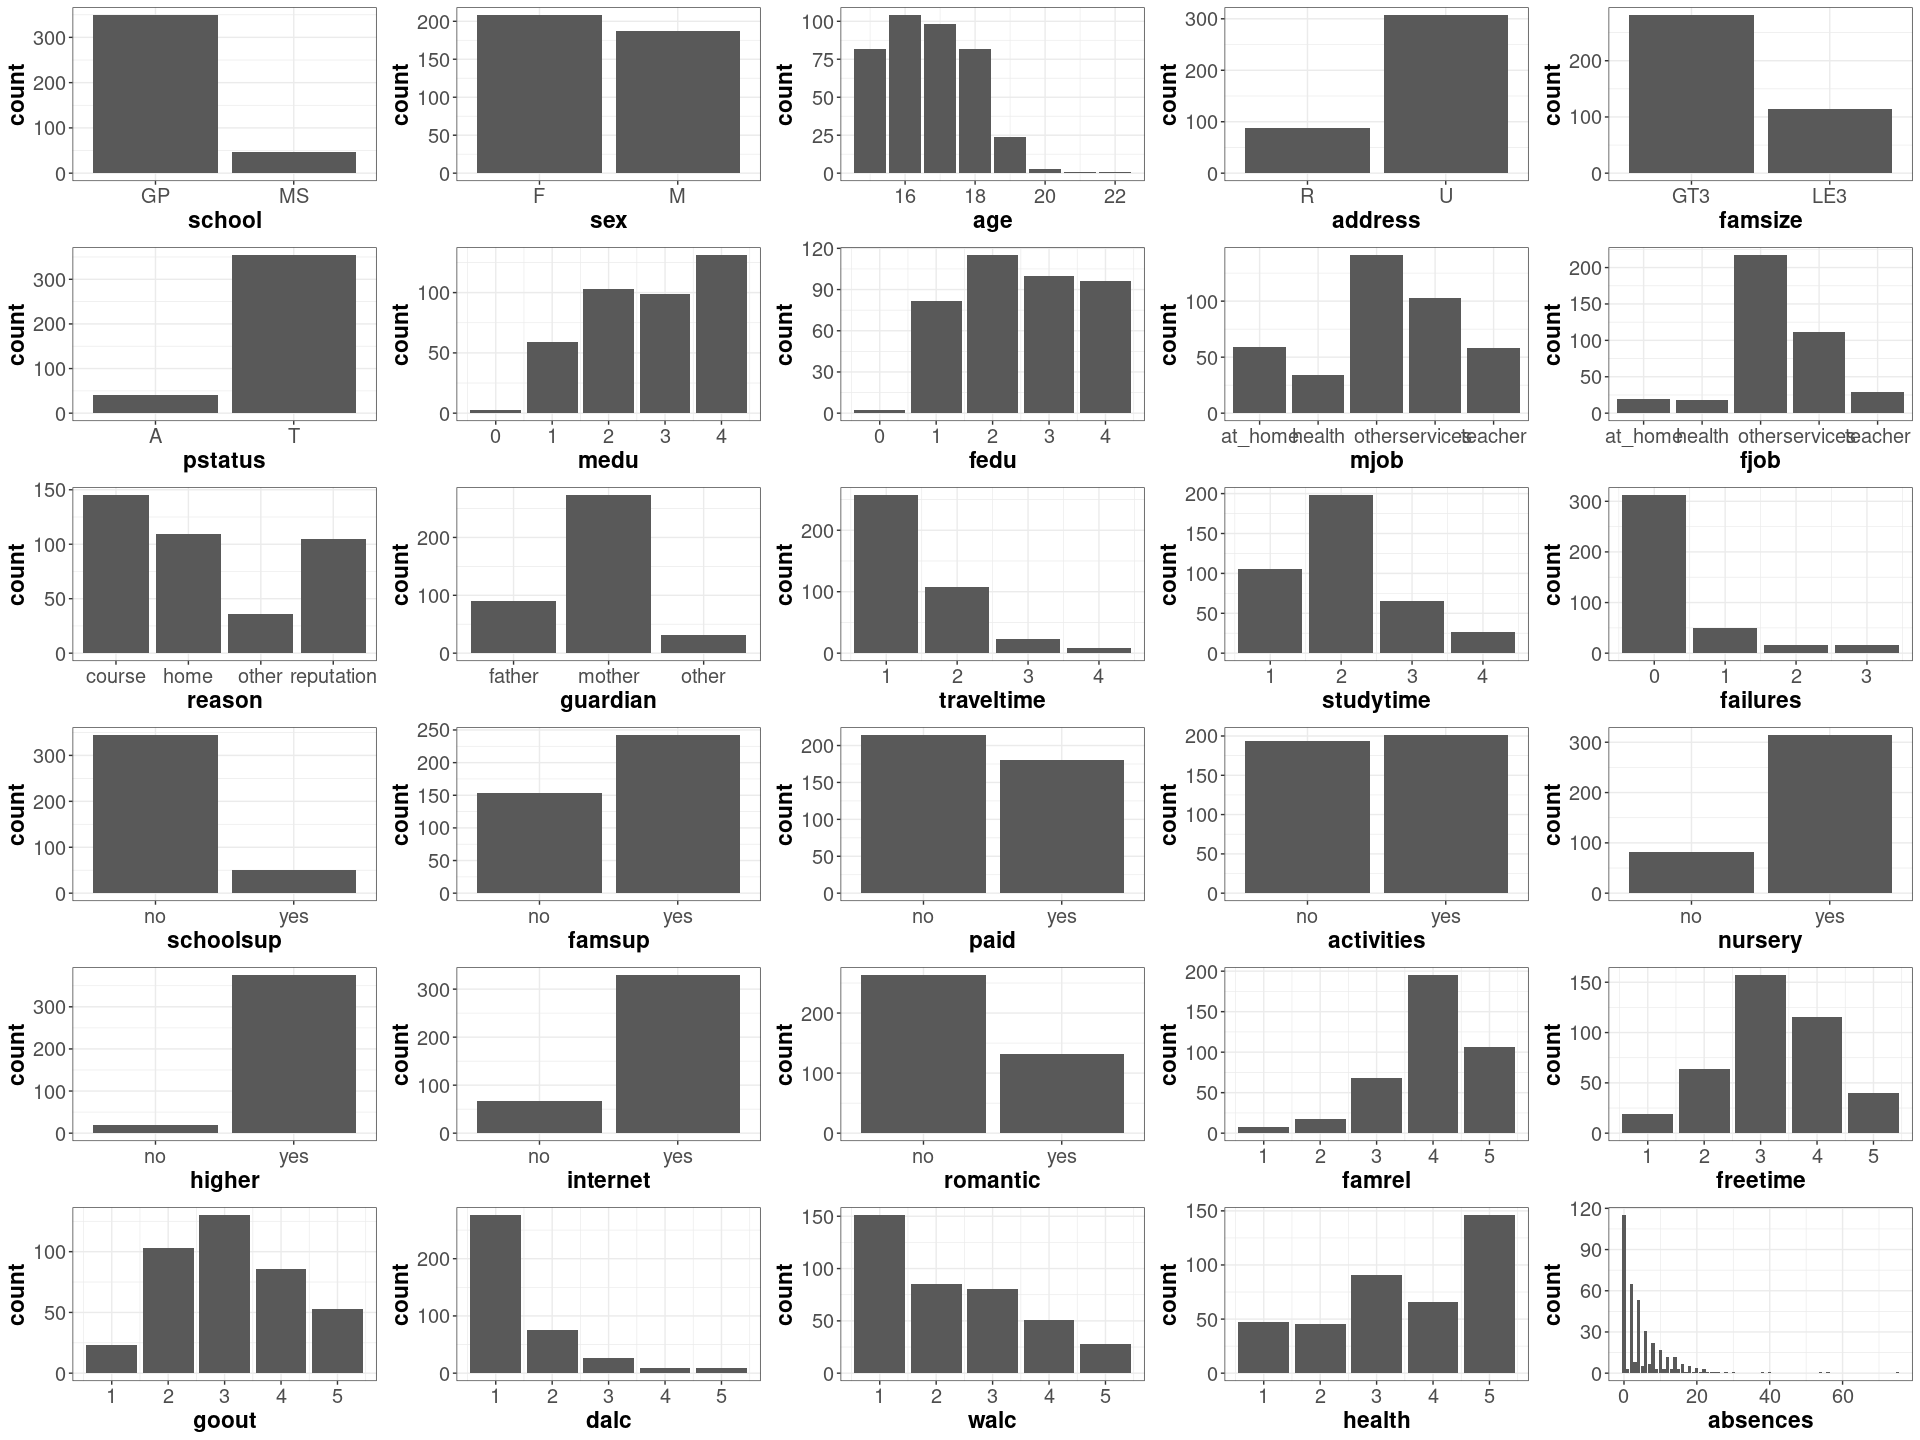 count
300
200
100
0
GP MS
school
count
200
150
100
50
0
F M
sex
count
100
75
50
25
0
16 18 20 22
age
count
300
200
100
0
R U
address
count
200
100
0
GT3 LE3
famsize
count
300
200
100
0
A T
pstatus
count
100
50
0
0 1 2 3 4
medu
count
120
90
60
30
0
0 1 2 3 4
fedu
count
100
50
0
at_home health other services teacher
mjob
count
200
150
100
50
0
at_home health other services teacher
fjob
count
150
100
50
0
course home other reputation
reason
count
200
100
0
father mother other
guardian
count
200
100
0
1 2 3 4
traveltime
count
200
150
100
50
0
1 2 3 4
studytime
count
300
200
100
0
0 1 2 3
failures
count
300
200
100
0
no yes
schoolsup
count
250
200
150
100
50
0
no yes
famsup
count
200
150
100
50
0
no yes
paid
count
200
150
100
50
0
no yes
activities
count
300
200
100
0
no yes
nursery
count
300
200
100
0
no yes
higher
count
300
200
100
0
no yes
internet
count
200
100
0
no yes
romantic
count
200
150
100
50
0
1 2 3 4 5
famrel
count
150
100
50
0
1 2 3 4 5
freetime
count
100
50
0
1 2 3 4 5
goout
count
200
100
0
1 2 3 4 5
dalc
count
150
100
50
0
1 2 3 4 5
walc
count
150
100
50
0
1 2 3 4 5
health
count
120
90
60
30
0
0 20 40 60
absences